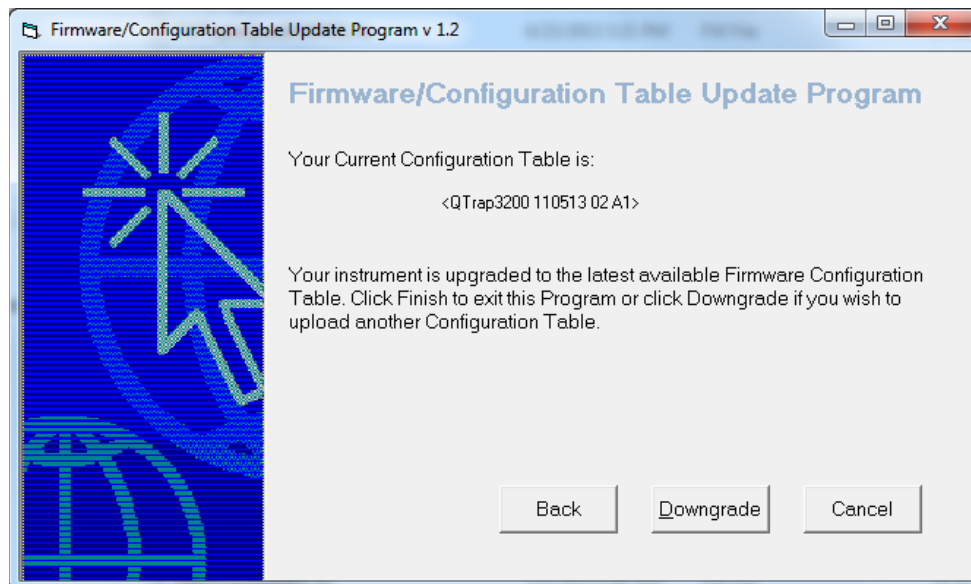 Firmware/Configuration Table Update Program v 1.2
Firmware/Configuration Table Update Program
Your Current Configuration Table is:
<QTrap3200 110513 02 A1>
Your instrument is upgraded to the latest available Firmware Configuration
Table. Click Finish to exit this Program or click Downgrade if you wish to
upload another Configuration Table.
Back
Downgrade
Cancel